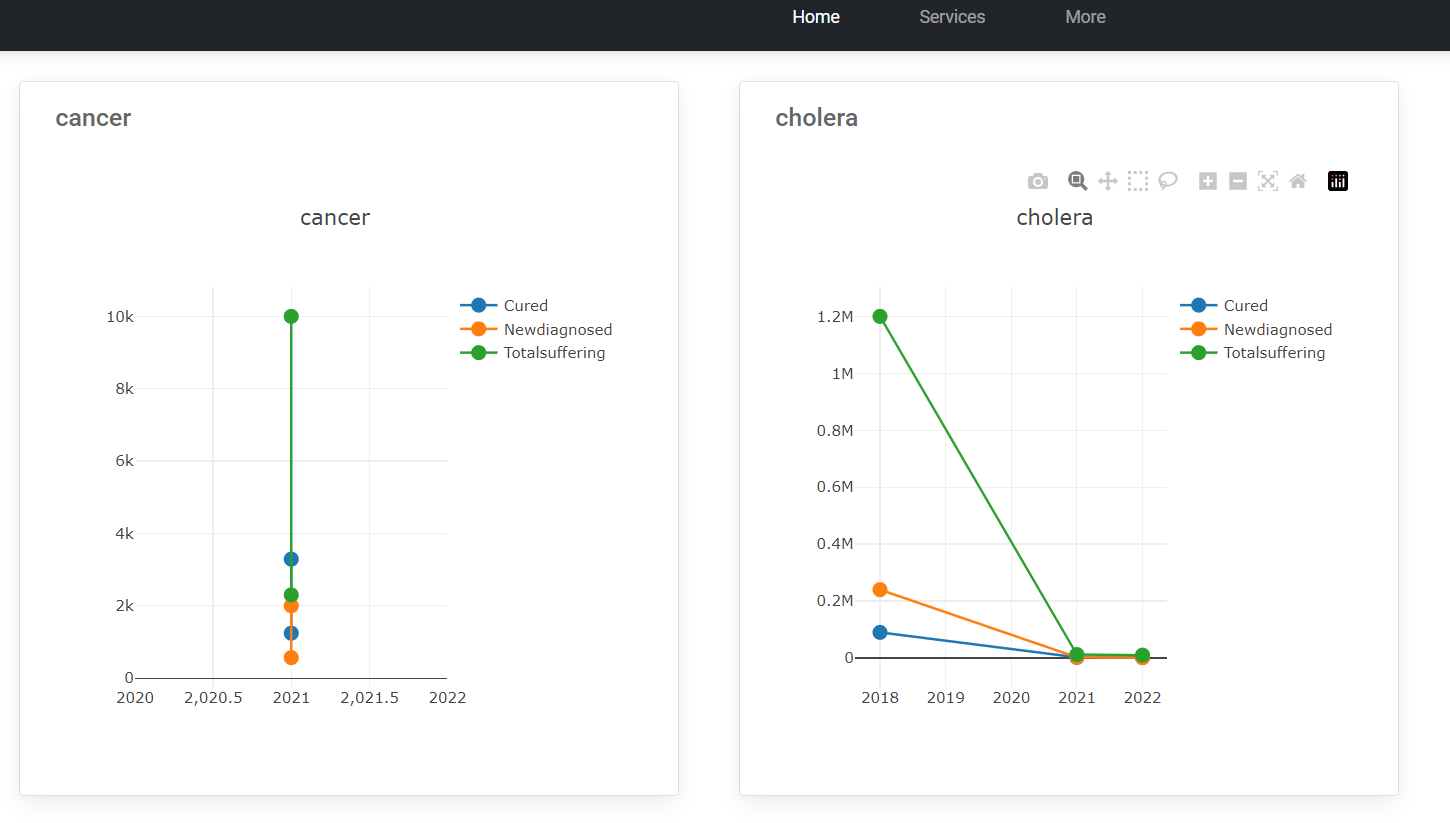 Home Services More
cancer
cancer
10k
8k
6k
4k
2k
0
2020 2,020.5 2021 2,021.5 2022
Cured
Newdiagnosed
Totalsuffering
cholera
cholera
1.2M
1M
0.8M
0.6M
0.4M
0.2M
0
2018 2019 2020 2021 2022
Cured
Newdiagnosed
Totalsuffering